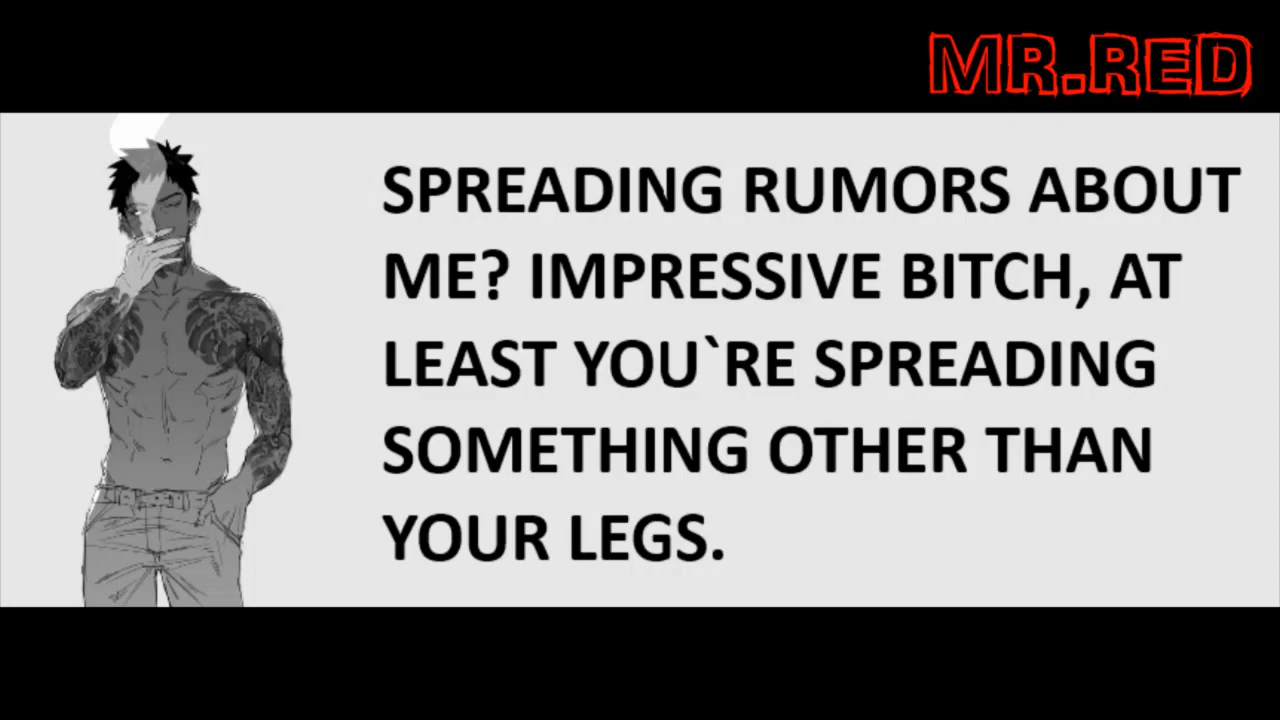 MR.RED
SPREADING RUMORS ABOUT
ME? IMPRESSIVE BITCH, AT
LEAST YOU`RE SPREADING
SOMETHING OTHER THAN
YOUR LEGS.